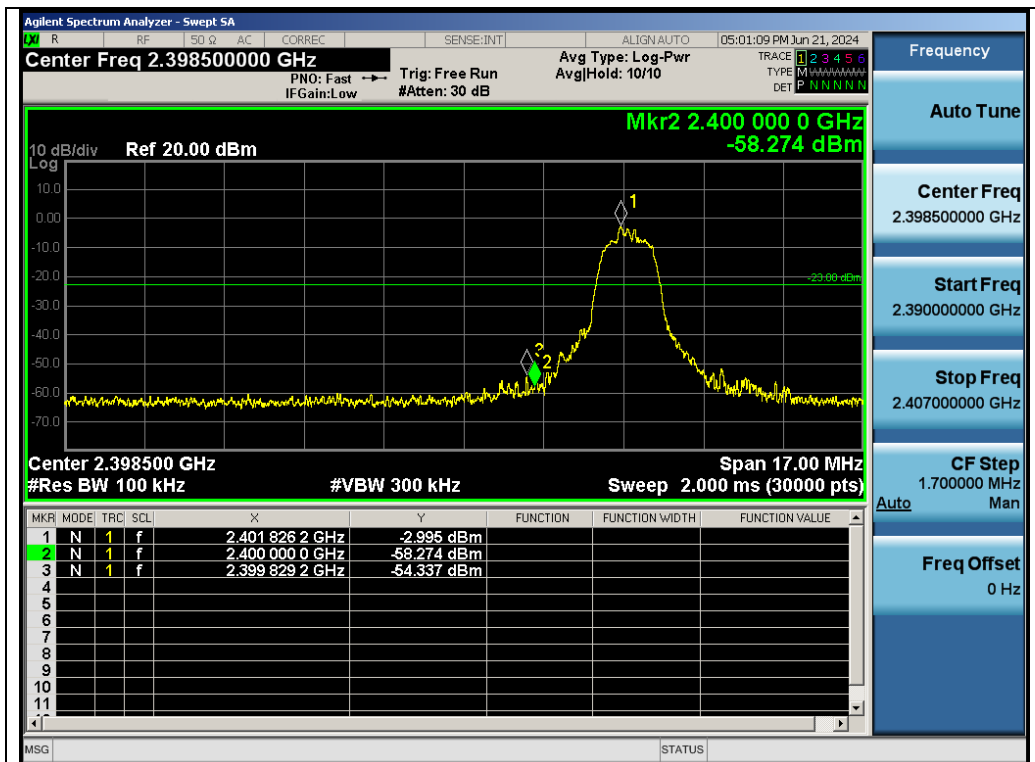 Agilent Spectrum Analyzer - Swept SA
LXI R RF 50 Ω AC CORREC SENSE:INT ALIGN AUTO 05:01:09 PM Jun 21, 2024
Center Freq 2.398500000 GHz
PNO: Fast
IFGain:Low
Trig: Free Run
#Atten: 30 dB
Avg Type: Log-Pwr
Avg|Hold: 10/10
TRACE 1 2 3 4 5 6
TYPE M
DET P N N N N N
Mkr2 2.400 000 0 GHz
-58.274 dBm
10 dB/div Ref 20.00 dBm
Log
10.0
0.00
-10.0
-20.0
-30.0
-40.0
-50.0
-60.0
-70.0
1
-23.00 dBm
3
2
Center 2.398500 GHz Span 17.00 MHz
#Res BW 100 kHz #VBW 300 kHz Sweep 2.000 ms (30000 pts)
MKR MODE TRC SCL X Y FUNCTION FUNCTION WIDTH FUNCTION VALUE
1 N 1 f 2.401 826 2 GHz -2.995 dBm
2 N 1 f 2.400 000 0 GHz -58.274 dBm
3 N 1 f 2.399 829 2 GHz -54.337 dBm
4
5
6
7
8
9
10
11
MSG STATUS
Frequency
Auto Tune
Center Freq
2.398500000 GHz
Start Freq
2.390000000 GHz
Stop Freq
2.407000000 GHz
CF Step
1.700000 MHz
Auto Man
Freq Offset
0 Hz